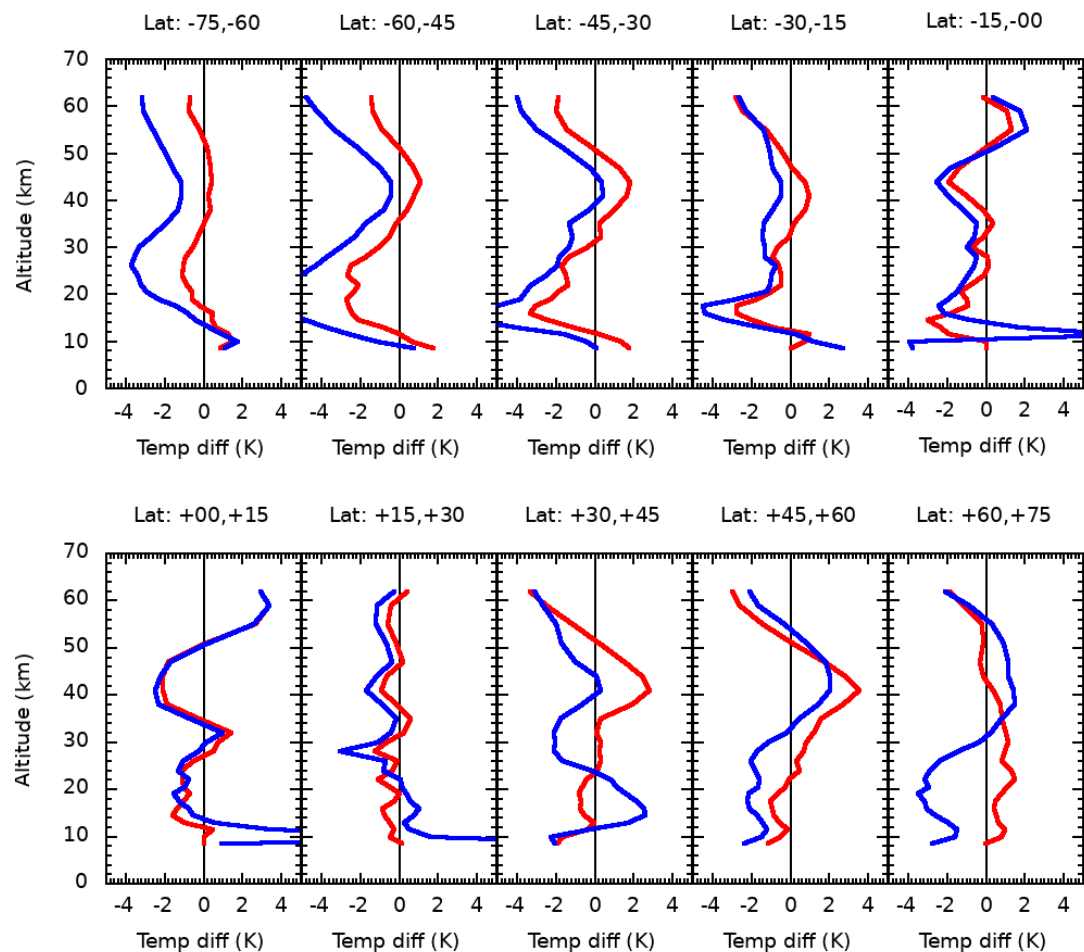 Lat: -75,-60 Lat: -60,-45 Lat: -45,-30 Lat: -30,-15 Lat: -15,-00
70
60
50
40
30
20
10
0
Altitude (km)
-4 -2 0 2 4 -4 -2 0 2 4 -4 -2 0 2 4 -4 -2 0 2 4 -4 -2 0 2 4
Temp diff (K) Temp diff (K) Temp diff (K) Temp diff (K) Temp diff (K)
Lat: +00,+15 Lat: +15,+30 Lat: +30,+45 Lat: +45,+60 Lat: +60,+75
70
60
50
40
30
20
10
0
Altitude (km)
-4 -2 0 2 4 -4 -2 0 2 4 -4 -2 0 2 4 -4 -2 0 2 4 -4 -2 0 2 4
Temp diff (K) Temp diff (K) Temp diff (K) Temp diff (K) Temp diff (K)